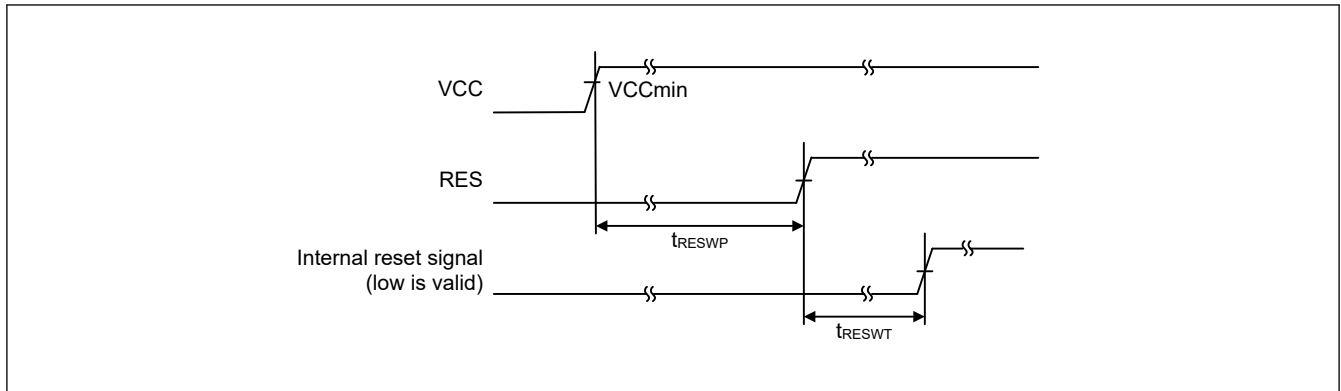 VCC
VCCmin
RES
tRESWP
Internal reset signal
(low is valid)
tRESWT